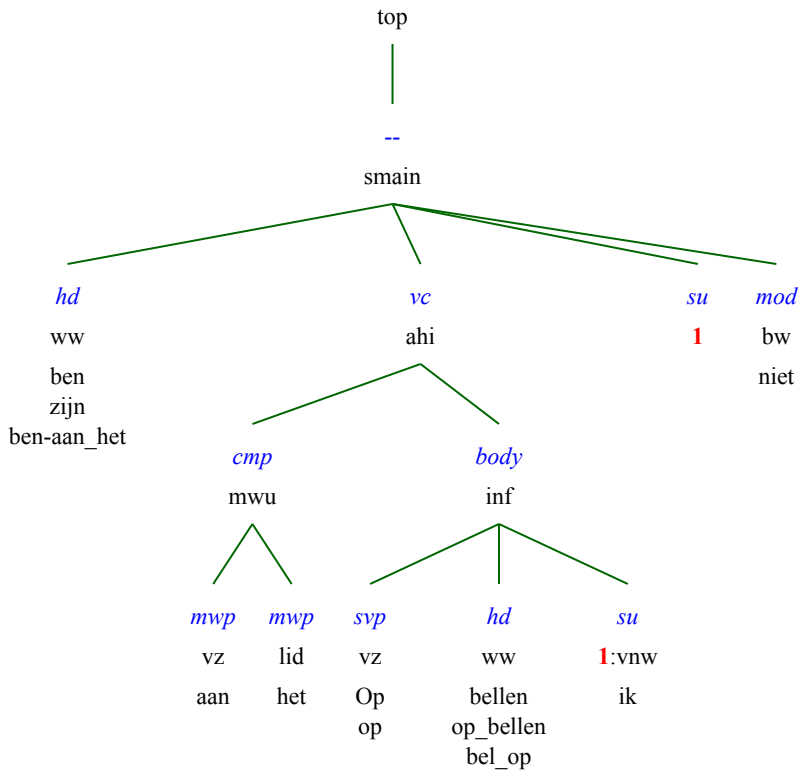 top
--
smain
hd vc su mod
ww ahi 1 bw
ben niet
zijn
ben-aan_het
cmp body
mwu inf
mwp mwp svp hd su
vz lid vz ww 1:vnw
aan het Op bellen ik
op op_bellen
bel_op